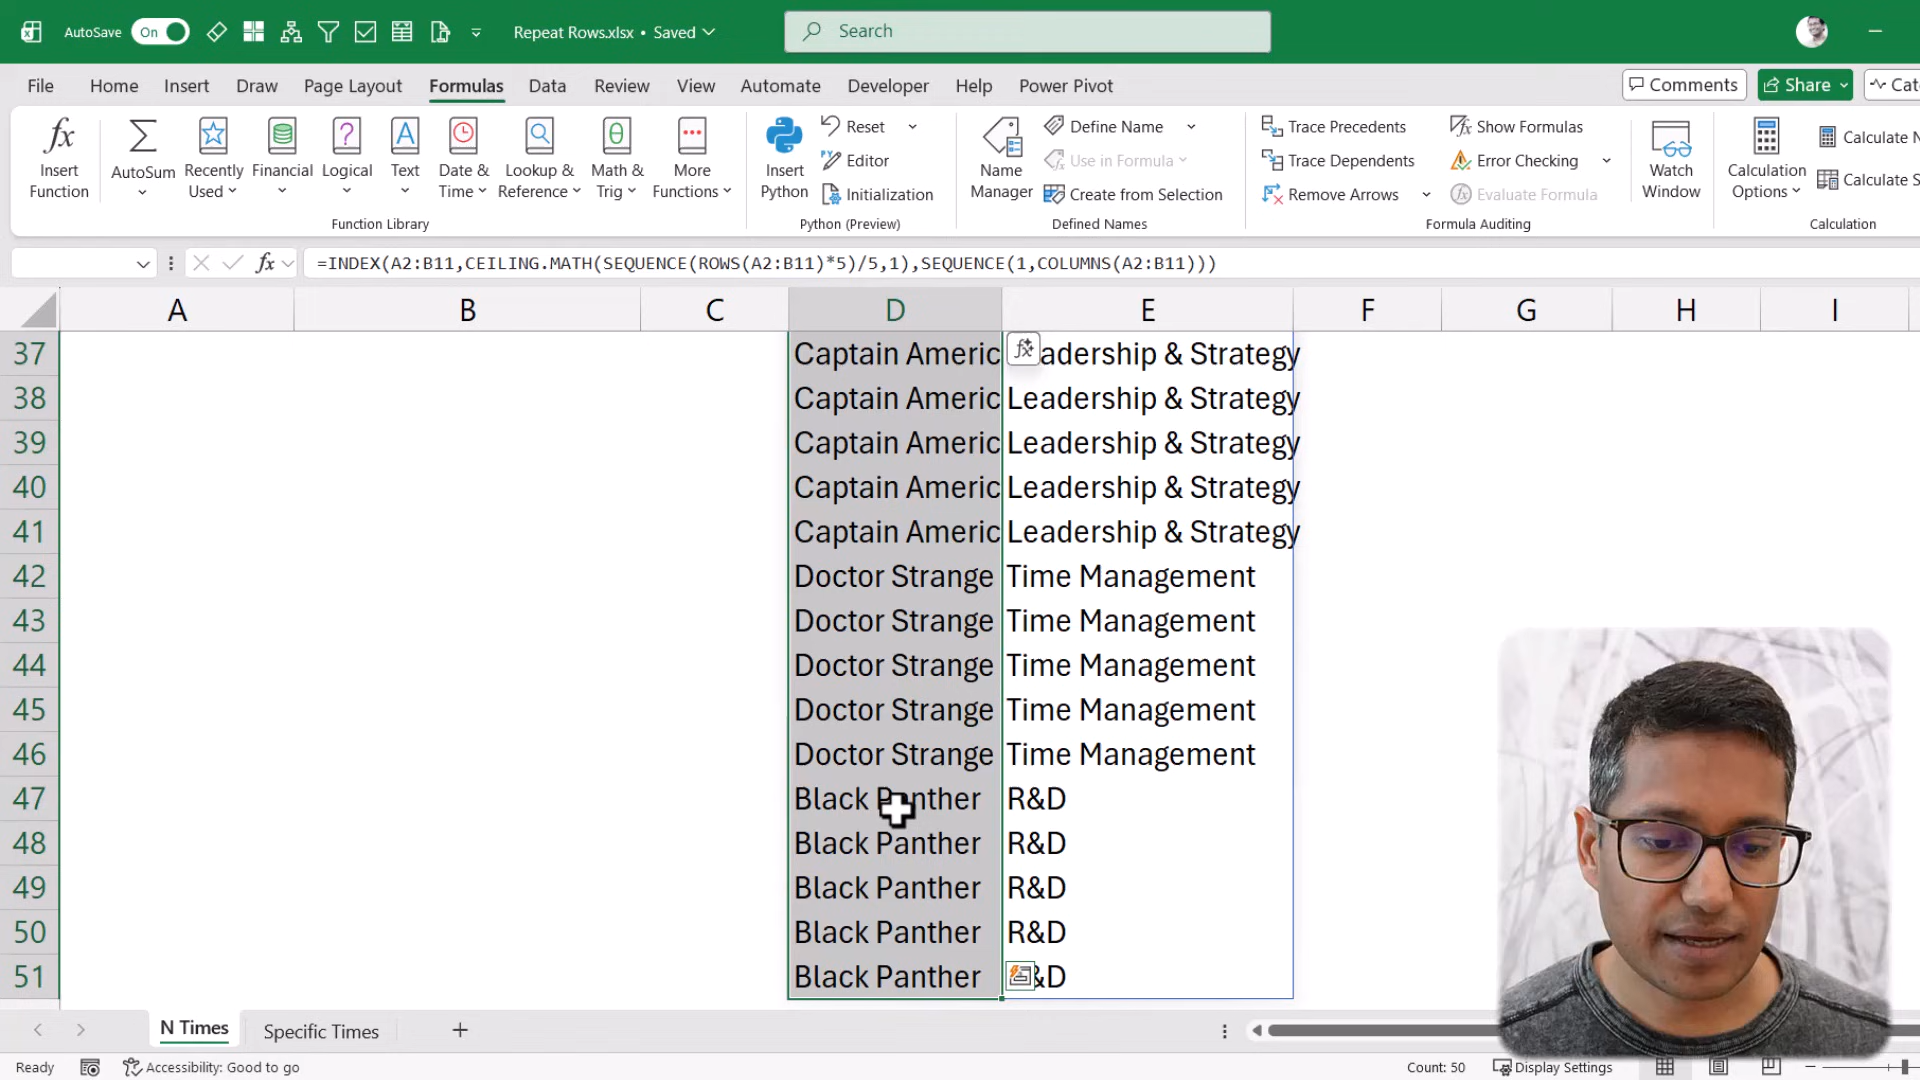 AutoSave On Repeat Rows.xlsx • Saved Search
File Home Insert Draw Page Layout Formulas Data Review View Automate Developer Help Power Pivot Comments Share
Insert Function
AutoSum
Recently Used
Financial
Logical
Text
Date & Time
Lookup & Reference
Math & Trig
More Functions
Function Library
Insert Python
Reset
Editor
Initialization
Python (Preview)
Name Manager
Define Name
Use in Formula
Create from Selection
Defined Names
Trace Precedents
Trace Dependents
Remove Arrows
Show Formulas
Error Checking
Evaluate Formula
Formula Auditing
Watch Window
Calculation Options
Calculate N
Calculate S
Calculation
fx =INDEX(A2:B11,CEILING.MATH(SEQUENCE(ROWS(A2:B11)*5)/5,1),SEQUENCE(1,COLUMNS(A2:B11)))
A B C D E F G H I
37 Captain Americ adership & Strategy
38 Captain Americ Leadership & Strategy
39 Captain Americ Leadership & Strategy
40 Captain Americ Leadership & Strategy
41 Captain Americ Leadership & Strategy
42 Doctor Strange Time Management
43 Doctor Strange Time Management
44 Doctor Strange Time Management
45 Doctor Strange Time Management
46 Doctor Strange Time Management
47 Black Panther R&D
48 Black Panther R&D
49 Black Panther R&D
50 Black Panther R&D
51 Black Panther &D
N Times Specific Times
Ready Accessibility: Good to go Count: 50 Display Settings